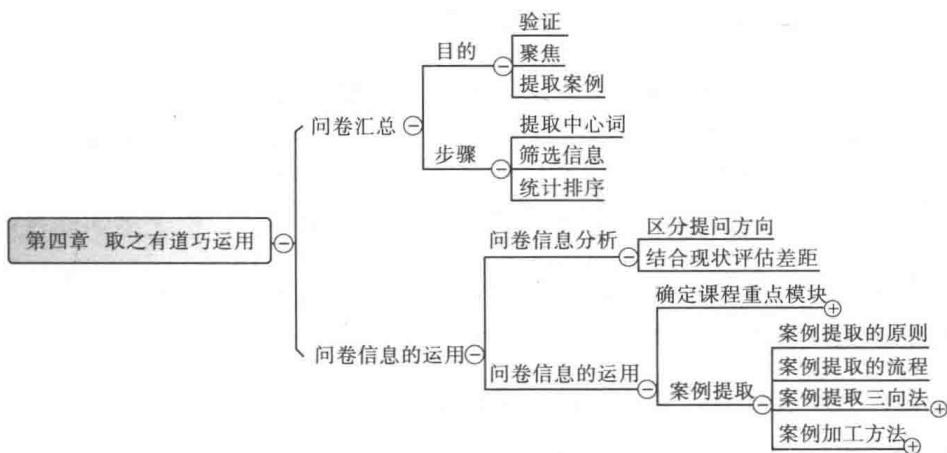 第四章 取之有道巧运用
问卷汇总
目的
验证
聚焦
提取案例
步骤
提取中心词
筛选信息
统计排序
问卷信息的运用
问卷信息分析
区分提问方向
结合现状评估差距
问卷信息的运用
确定课程重点模块
案例提取
案例提取的原则
案例提取的流程
案例提取三向法
案例加工方法